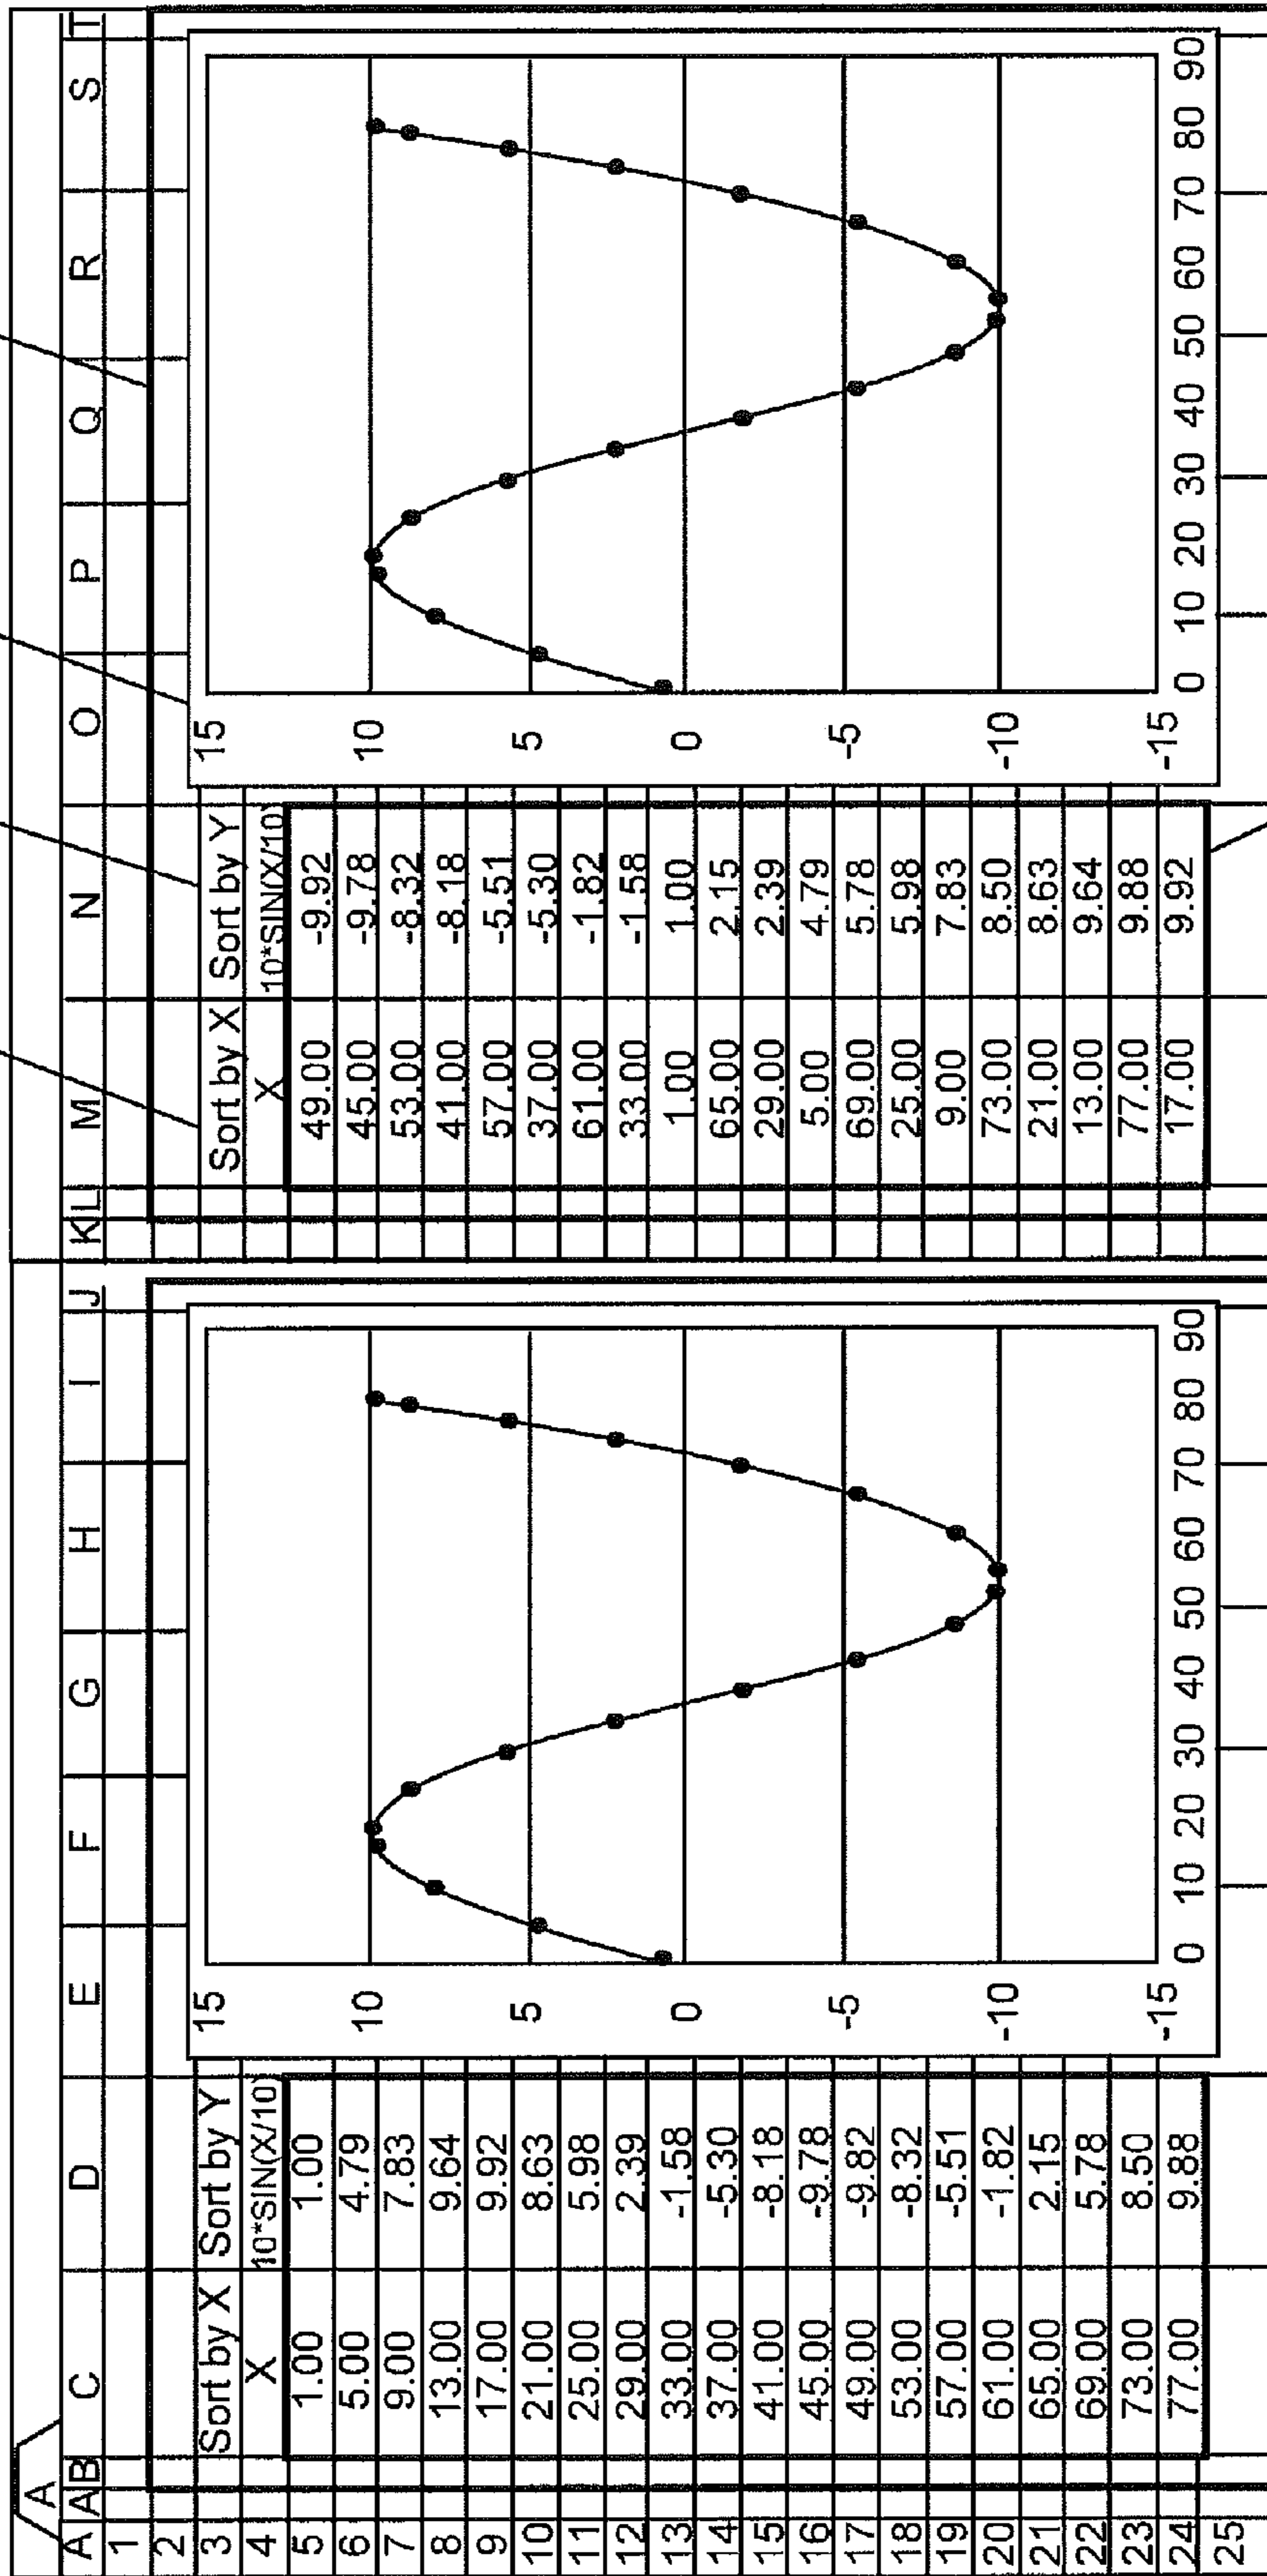 A
A AB C D E F G H I J KL M N O P Q R S T
1
2
3 Sort by X Sort by Y 15 Sort by X Sort by Y 15
4 X 10*SIN(X/10) X 10*SIN(X/10)
5 1.00 1.00 49.00 -9.92
6 5.00 4.79 10 45.00 -9.78 10
7 9.00 7.83 53.00 -8.32
8 13.00 9.64 41.00 -8.18
9 17.00 9.92 57.00 -5.51
10 21.00 8.63 5 37.00 -5.30 5
11 25.00 5.98 61.00 -1.82
12 29.00 2.39 33.00 -1.58
13 33.00 -1.58 0 1.00 1.00 0
14 37.00 -5.30 65.00 2.15
15 41.00 -8.18 29.00 2.39
16 45.00 -9.78 5.00 4.79
17 49.00 -9.82 -5 69.00 5.78 -5
18 53.00 -8.32 25.00 5.98
19 57.00 -5.51 9.00 7.83
20 61.00 -1.82 -10 73.00 8.50 -10
21 65.00 2.15 21.00 8.63
22 69.00 5.78 13.00 9.64
23 73.00 8.50 77.00 9.88
24 77.00 9.88 -15 17.00 9.92 -15
0 10 20 30 40 50 60 70 80 90 0 10 20 30 40 50 60 70 80 90
25